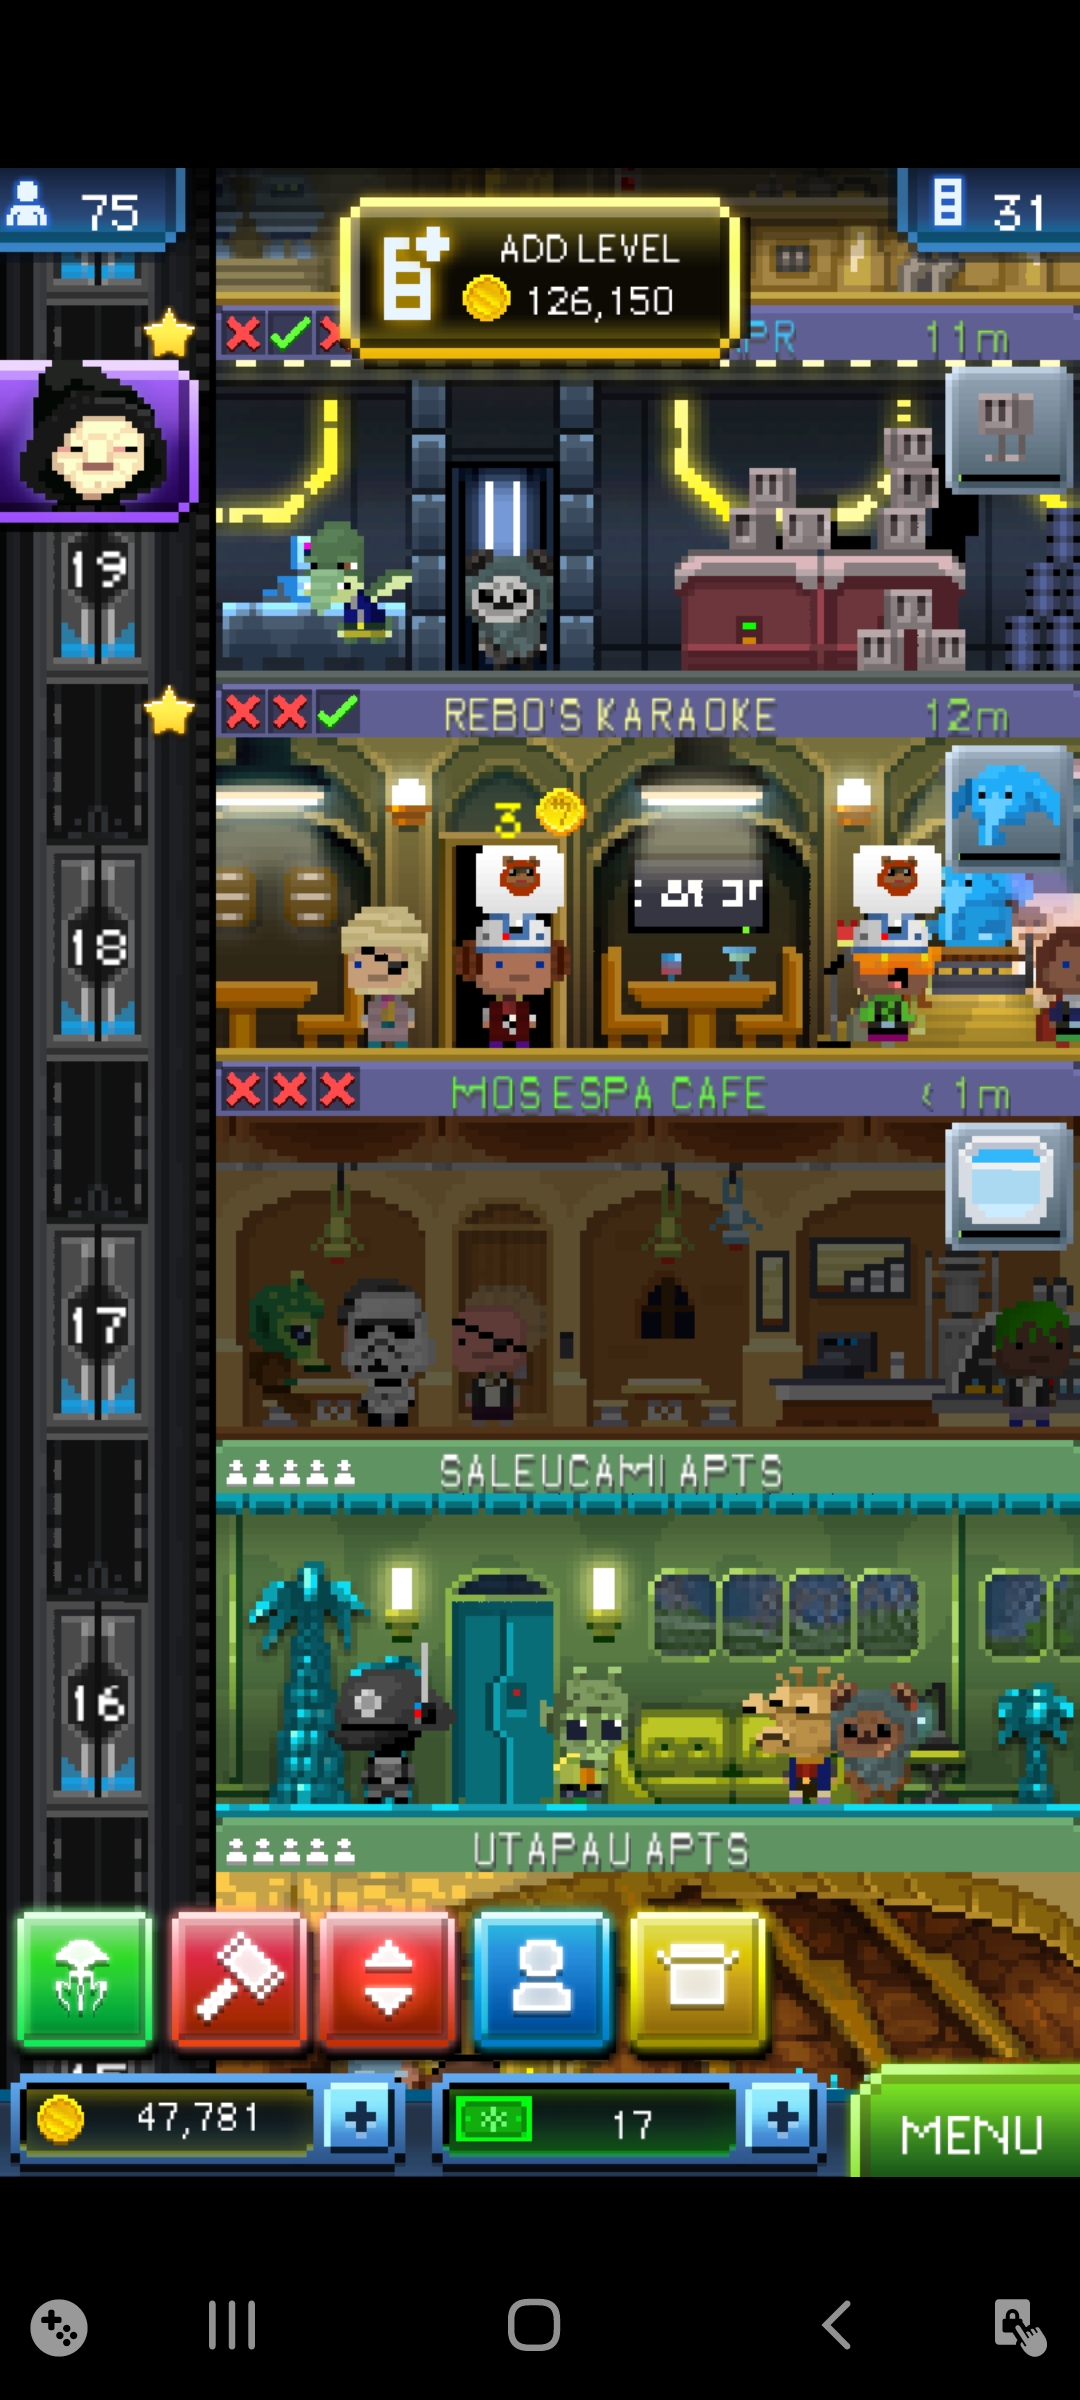 75
31
ADD LEVEL
126,150
PR 11m
19
REBO'S KARAOKE 12m
3
18
MOS ESPA CAFE < 1m
17
SALEUCAMI APTS
16
UTAPAU APTS
47,781
17
MENU